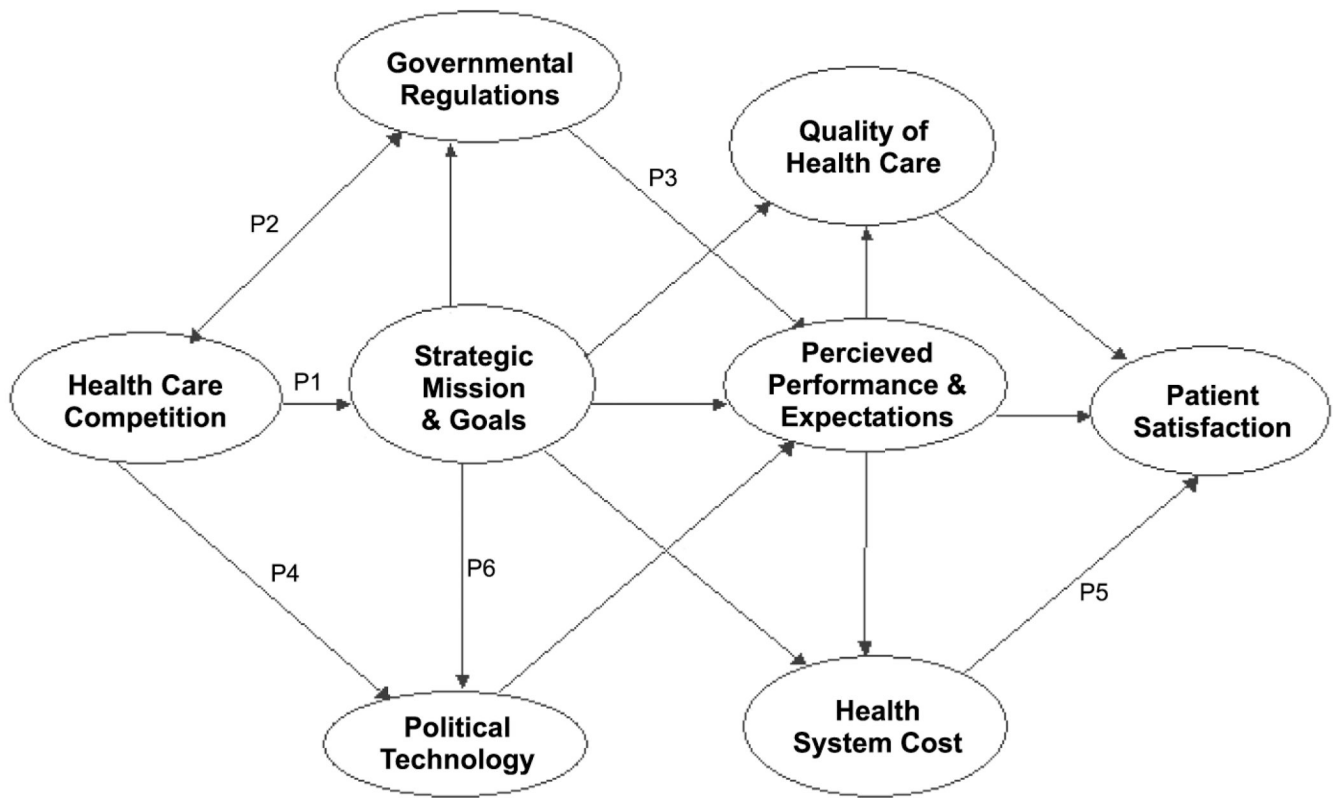 Governmental
Regulations
Quality of
Health Care
P3
P2
Health Care
Competition
P1
Strategic
Mission
& Goals
Percieved
Performance &
Expectations
Patient
Satisfaction
P4
P6
P5
Political
Technology
Health
System Cost